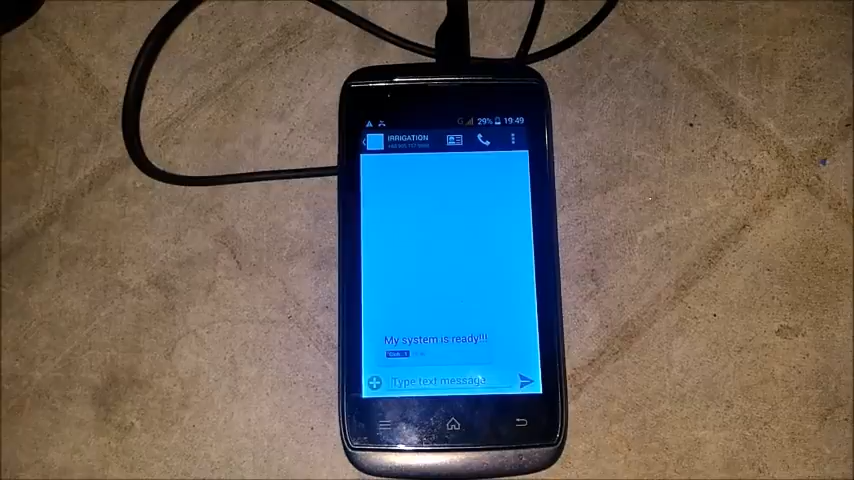 G 29% 19:49
IRRIGATION
My system is ready!!!
Type text message